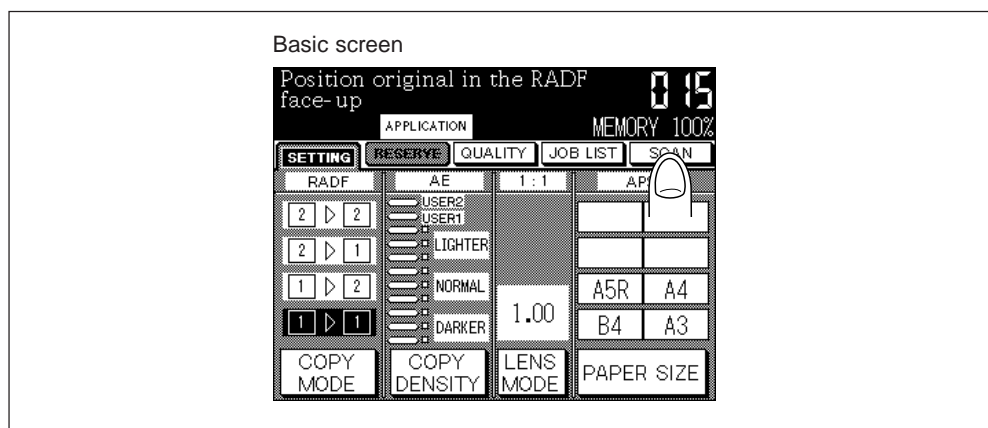 Basic screen
Position original in the RADF
face-up
015
APPLICATION
MEMORY 100%
SETTING RESERVE QUALITY JOB LIST SCAN
RADF AE 1 : 1
2 ▷ 2
USER2
USER1
2 ▷ 1
LIGHTER
1 ▷ 2
NORMAL
A5R A4
1 ▷ 1
DARKER
1.00
B4 A3
COPY
MODE
COPY
DENSITY
LENS
MODE
PAPER SIZE